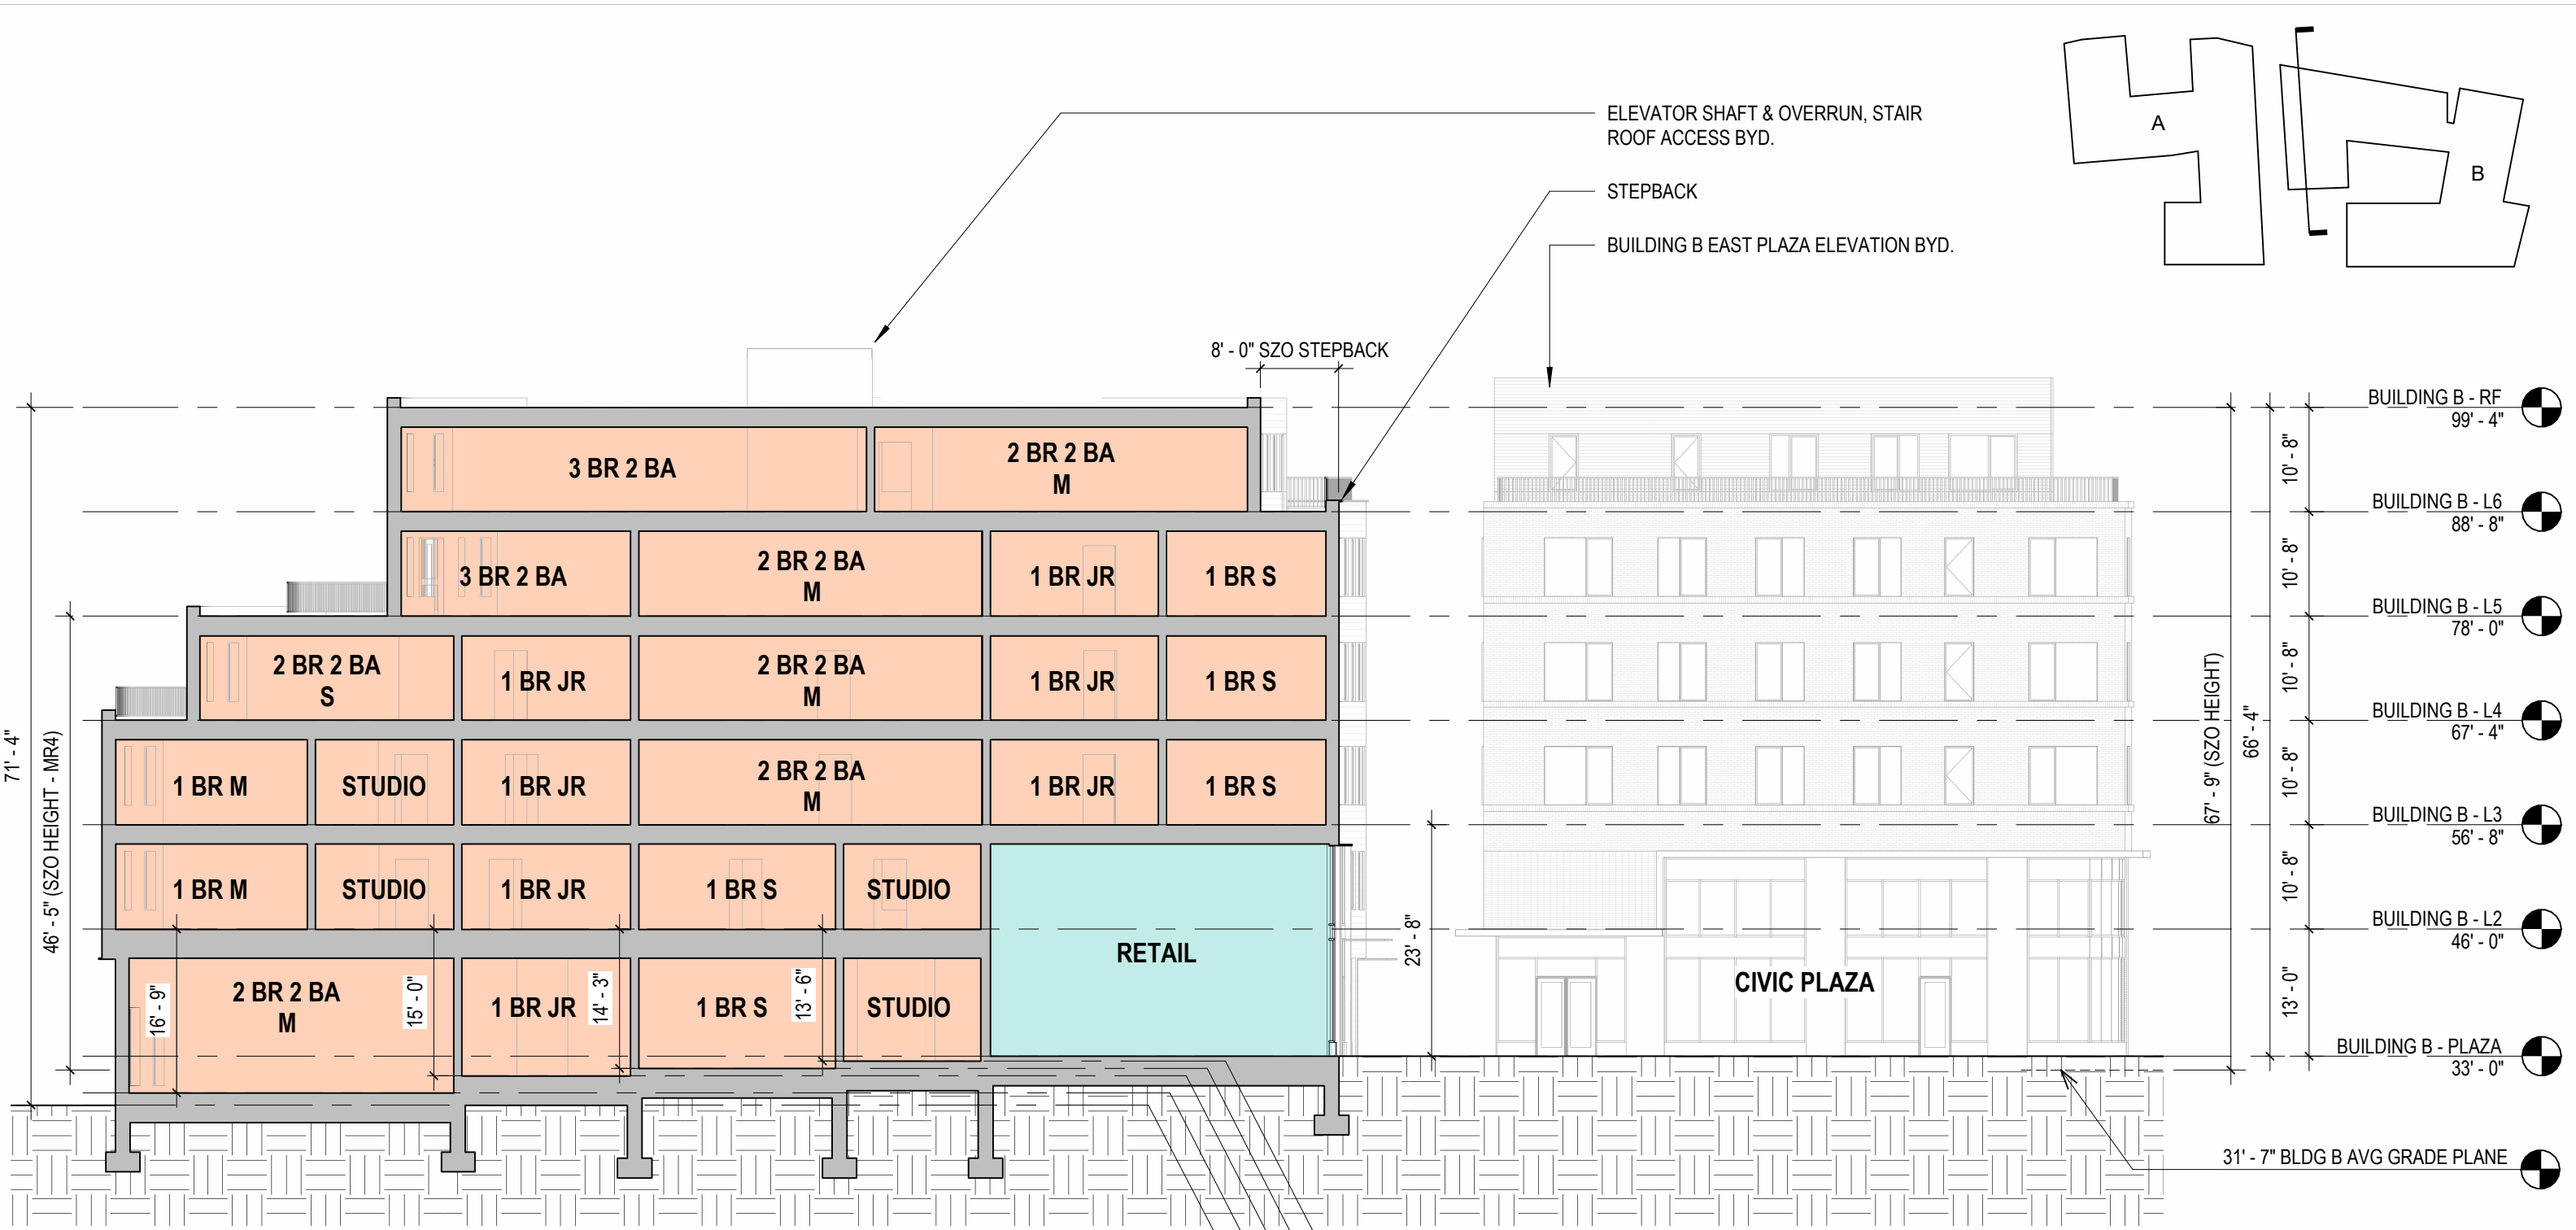 A
B
ELEVATOR SHAFT & OVERRUN, STAIR
ROOF ACCESS BYD.
STEPBACK
BUILDING B EAST PLAZA ELEVATION BYD.
8' - 0" SZO STEPBACK
BUILDING B - RF
99' - 4"
10' - 8"
3 BR 2 BA
2 BR 2 BA
M
BUILDING B - L6
88' - 8"
10' - 8"
3 BR 2 BA
2 BR 2 BA
M
1 BR JR
1 BR S
BUILDING B - L5
78' - 0"
10' - 8"
2 BR 2 BA
S
1 BR JR
2 BR 2 BA
M
1 BR JR
1 BR S
BUILDING B - L4
67' - 4"
10' - 8"
1 BR M
STUDIO
1 BR JR
2 BR 2 BA
M
1 BR JR
1 BR S
BUILDING B - L3
56' - 8"
10' - 8"
71' - 4"
46' - 5" (SZO HEIGHT - MR4)
67' - 9" (SZO HEIGHT)
66' - 4"
1 BR M
STUDIO
1 BR JR
1 BR S
STUDIO
RETAIL
23' - 8"
BUILDING B - L2
46' - 0"
13' - 0"
2 BR 2 BA
M
16' - 9"
15' - 0"
1 BR JR
14' - 3"
1 BR S
13' - 6"
STUDIO
CIVIC PLAZA
BUILDING B - PLAZA
33' - 0"
31' - 7" BLDG B AVG GRADE PLANE